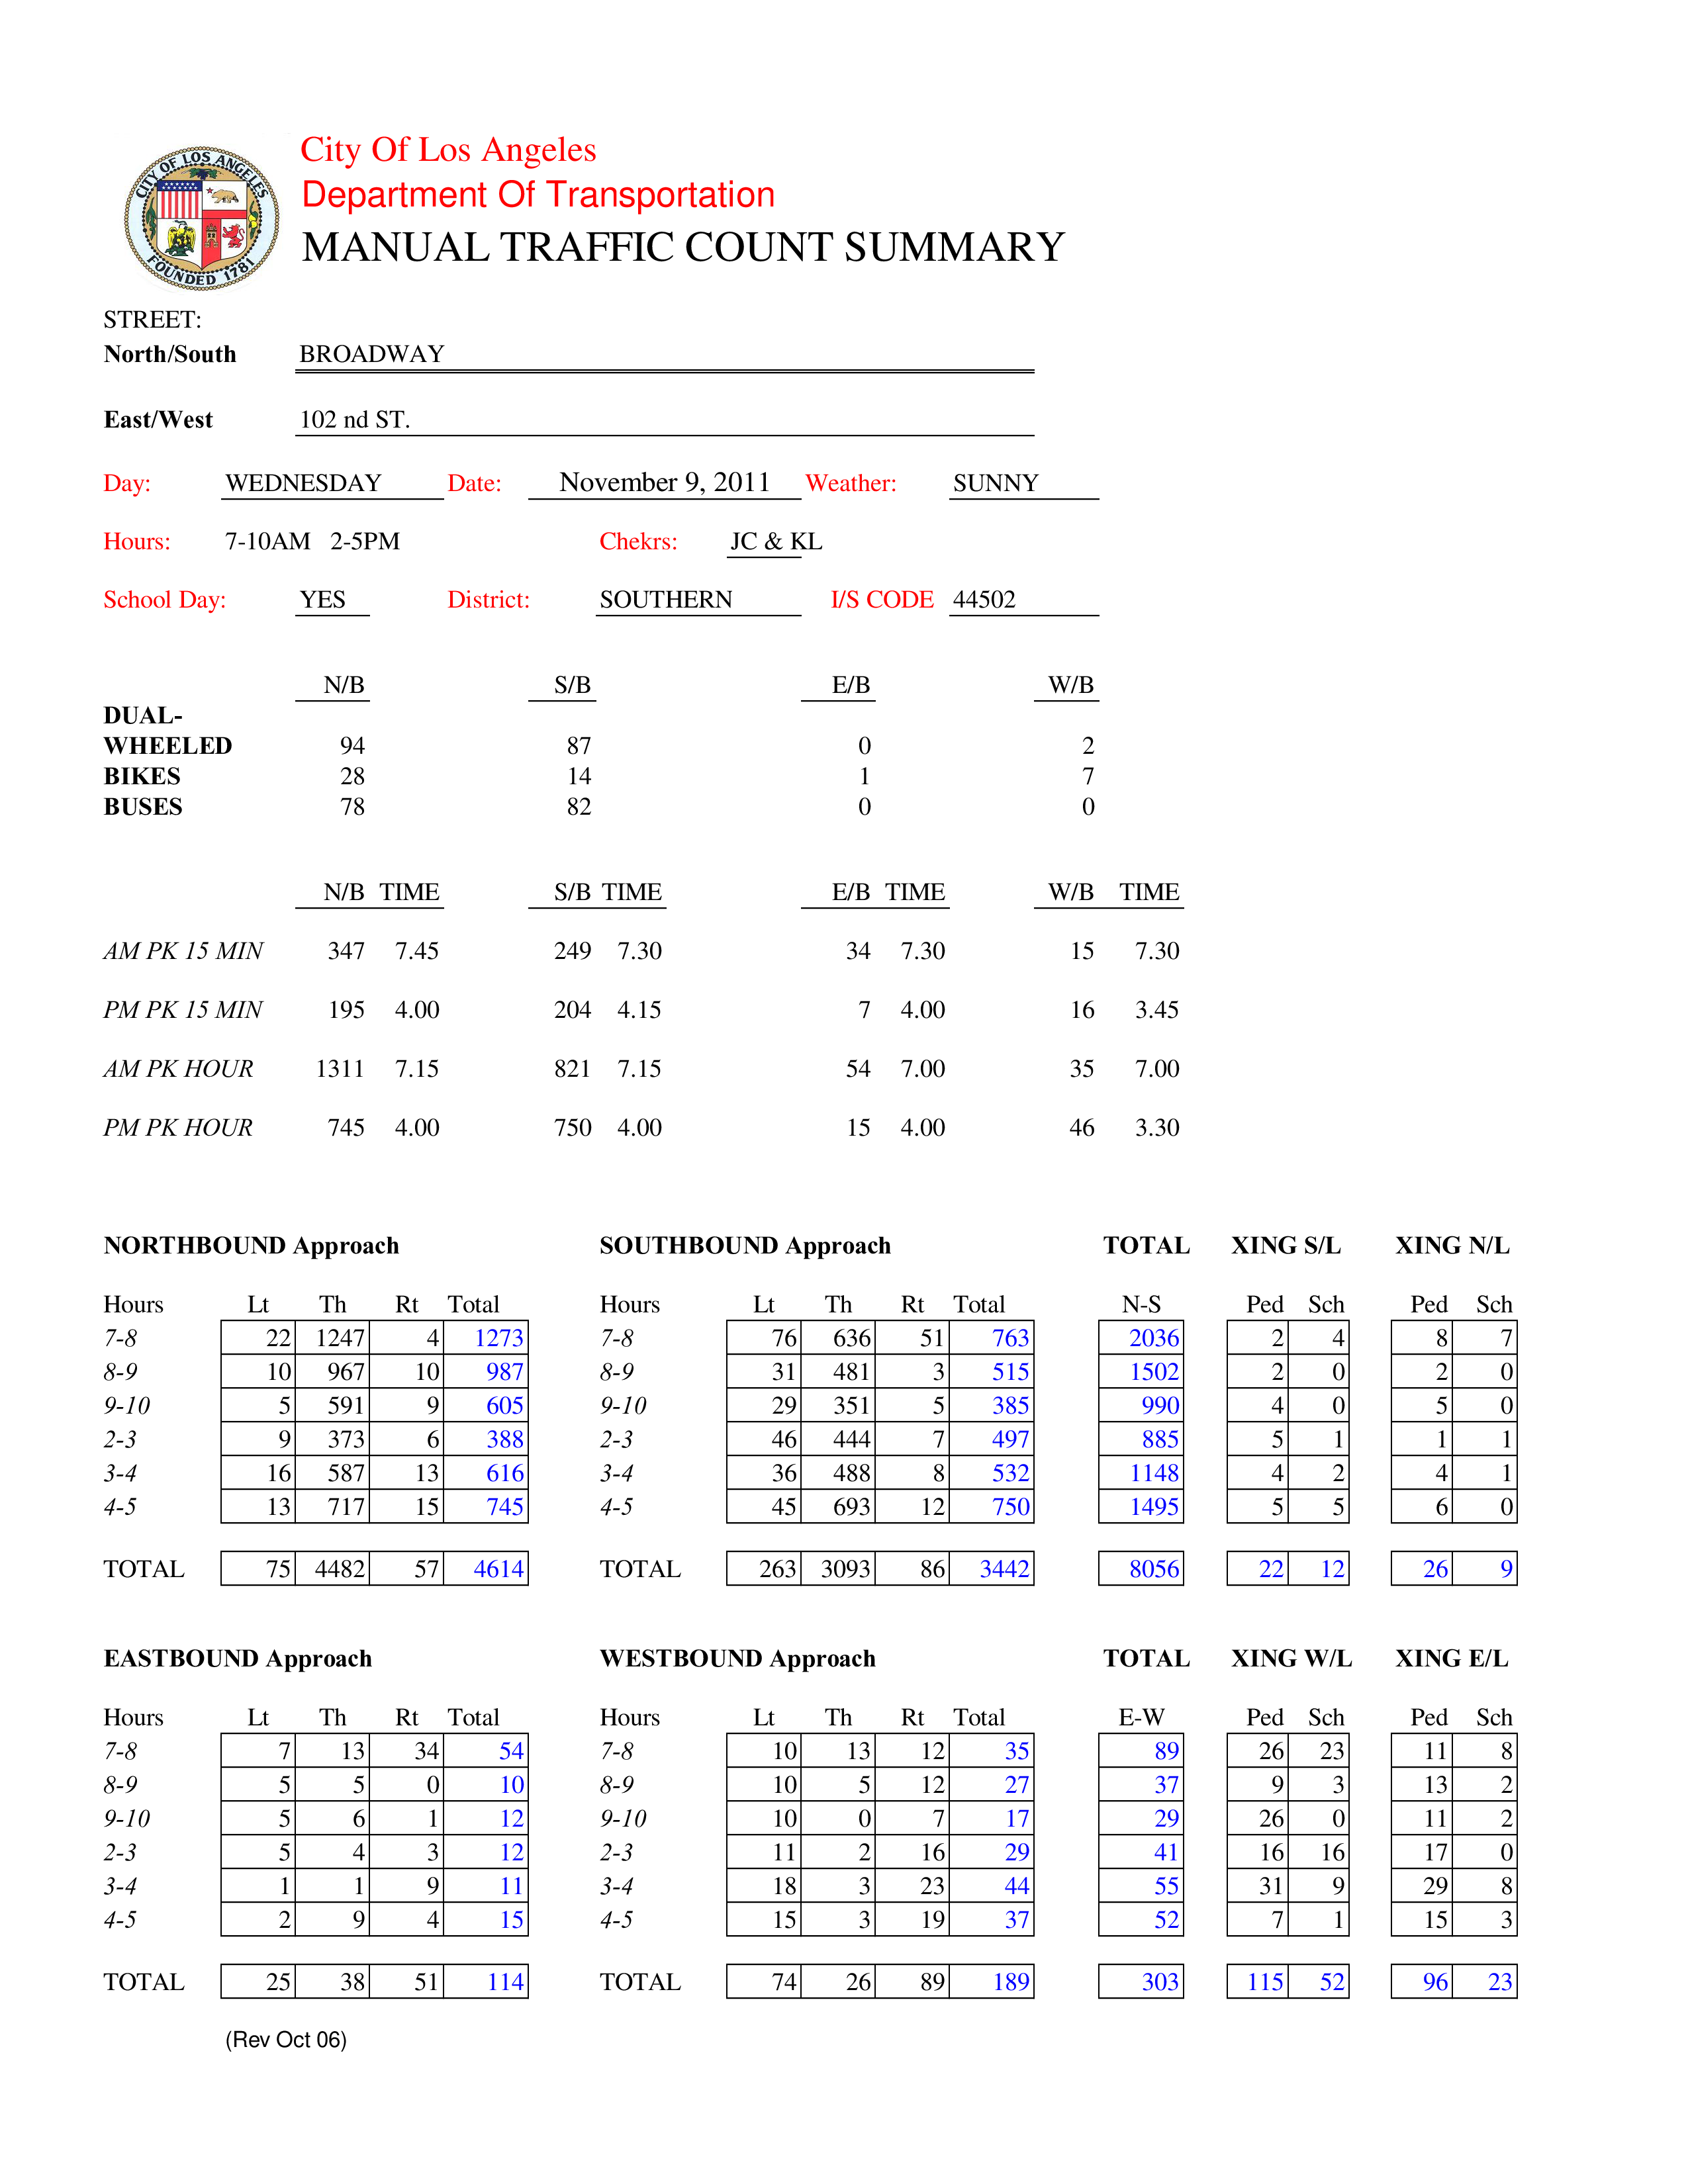 CITY OF LOS ANGELES
FOUNDED 1781
City Of Los Angeles
Department Of Transportation
MANUAL TRAFFIC COUNT SUMMARY
STREET:
North/South BROADWAY
East/West 102 nd ST.
Day: WEDNESDAY Date: November 9, 2011 Weather: SUNNY
Hours: 7-10AM 2-5PM Chekrs: JC & KL
School Day: YES District: SOUTHERN I/S CODE 44502
N/B S/B E/B W/B
DUAL-
WHEELED 94 87 0 2
BIKES 28 14 1 7
BUSES 78 82 0 0
N/B TIME S/B TIME E/B TIME W/B TIME
AM PK 15 MIN 347 7.45 249 7.30 34 7.30 15 7.30
PM PK 15 MIN 195 4.00 204 4.15 7 4.00 16 3.45
AM PK HOUR 1311 7.15 821 7.15 54 7.00 35 7.00
PM PK HOUR 745 4.00 750 4.00 15 4.00 46 3.30
NORTHBOUND Approach SOUTHBOUND Approach TOTAL XING S/L XING N/L
Hours Lt Th Rt Total Hours Lt Th Rt Total N-S Ped Sch Ped Sch
7-8 22 1247 4 1273 7-8 76 636 51 763 2036 2 4 8 7
8-9 10 967 10 987 8-9 31 481 3 515 1502 2 0 2 0
9-10 5 591 9 605 9-10 29 351 5 385 990 4 0 5 0
2-3 9 373 6 388 2-3 46 444 7 497 885 5 1 1 1
3-4 16 587 13 616 3-4 36 488 8 532 1148 4 2 4 1
4-5 13 717 15 745 4-5 45 693 12 750 1495 5 5 6 0
TOTAL 75 4482 57 4614 TOTAL 263 3093 86 3442 8056 22 12 26 9
EASTBOUND Approach WESTBOUND Approach TOTAL XING W/L XING E/L
Hours Lt Th Rt Total Hours Lt Th Rt Total E-W Ped Sch Ped Sch
7-8 7 13 34 54 7-8 10 13 12 35 89 26 23 11 8
8-9 5 5 0 10 8-9 10 5 12 27 37 9 3 13 2
9-10 5 6 1 12 9-10 10 0 7 17 29 26 0 11 2
2-3 5 4 3 12 2-3 11 2 16 29 41 16 16 17 0
3-4 1 1 9 11 3-4 18 3 23 44 55 31 9 29 8
4-5 2 9 4 15 4-5 15 3 19 37 52 7 1 15 3
TOTAL 25 38 51 114 TOTAL 74 26 89 189 303 115 52 96 23
(Rev Oct 06)